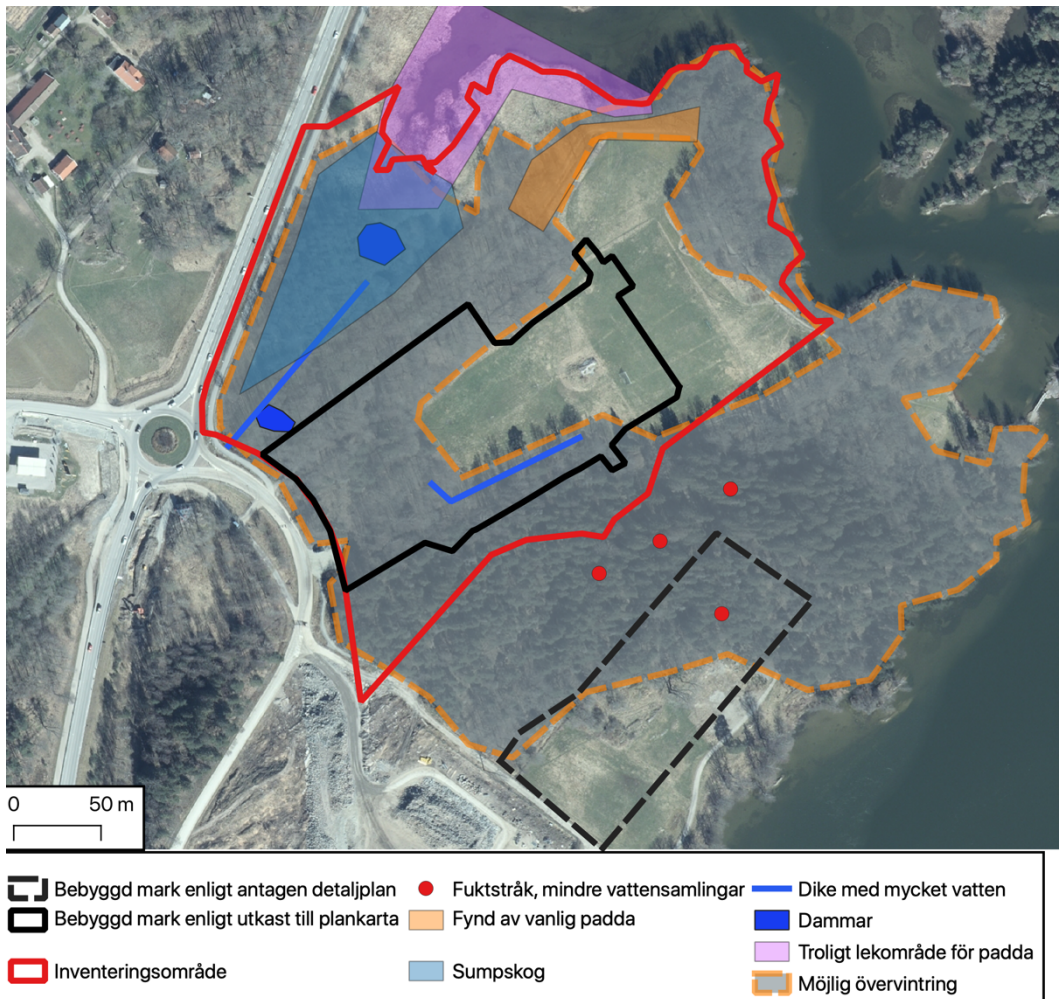 0 50 m
Bebyggd mark enligt antagen detaljplan
Bebyggd mark enligt utkast till plankarta
Inventeringsområde
Fuktstråk, mindre vattensamlingar
Fynd av vanlig padda
Sumpskog
Dike med mycket vatten
Dammar
Troligt lekområde för padda
Möjlig övervintring